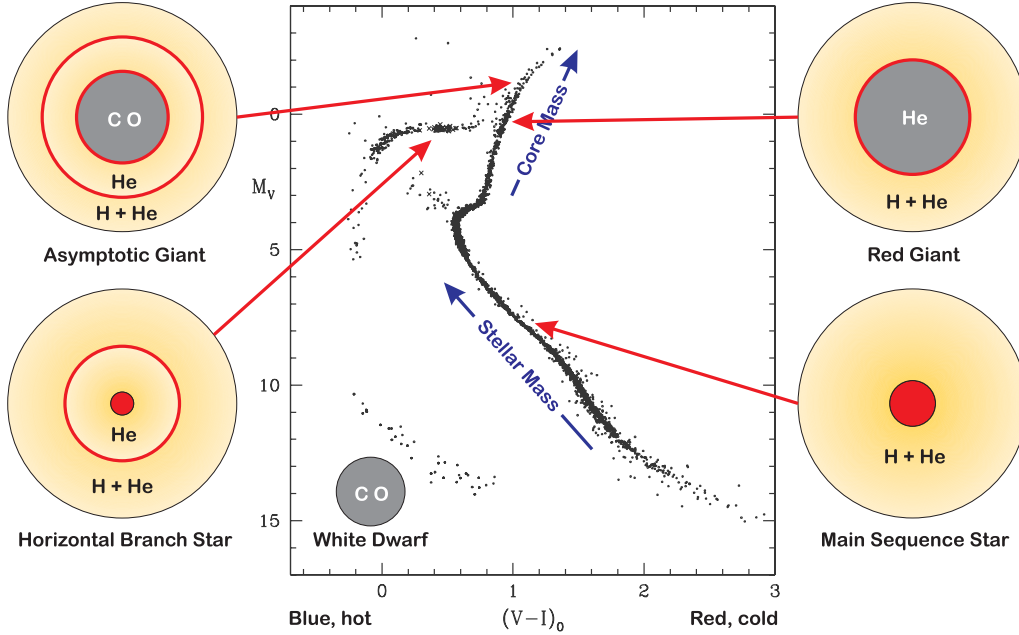 C O
He
H + He
Asymptotic Giant
He
H + He
Horizontal Branch Star
M_V
0
5
10
15
Core Mass
Stellar Mass
C O
White Dwarf
0
1
2
3
Blue, hot
(V−I)₀
Red, cold
He
H + He
Red Giant
H + He
Main Sequence Star